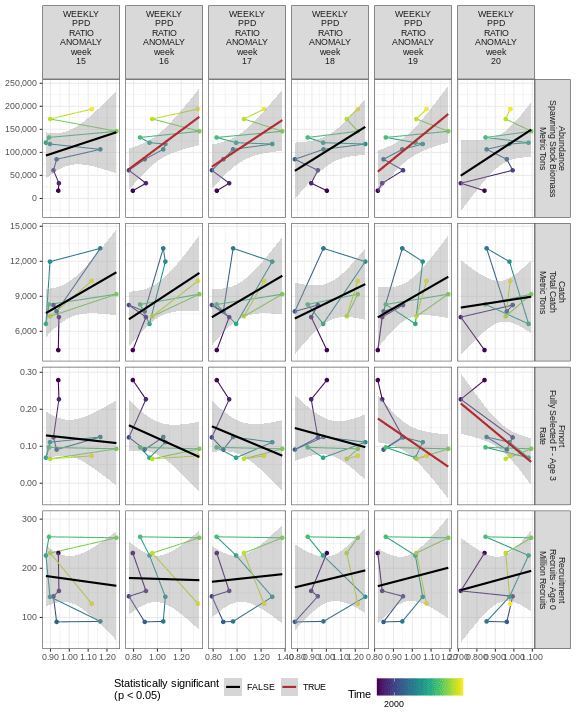 WEEKLY PPD RATIO ANOMALY week 15
WEEKLY PPD RATIO ANOMALY week 16
WEEKLY PPD RATIO ANOMALY week 17
WEEKLY PPD RATIO ANOMALY week 18
WEEKLY PPD RATIO ANOMALY week 19
WEEKLY PPD RATIO ANOMALY week 20
250,000
200,000
150,000
100,000
50,000
0
Abundance
Spawning Stock Biomass
Metric Tons
15,000
12,000
9,000
6,000
Catch
Total Catch
Metric Tons
0.30
0.20
0.10
0.00
Fmort
Fully Selected F - Age 3
Rate
300
200
100
Recruitment
Recruits - Age 0
Million Recruits
0.90 1.00 1.10 1.20
0.80 1.00 1.20
0.80 1.00 1.20 1.40
0.80 1.00 1.20
0.80 0.90 1.00 1.10
0.800 0.900 1.000 1.100
Statistically significant
(p < 0.05)
FALSE
TRUE
Time
2000